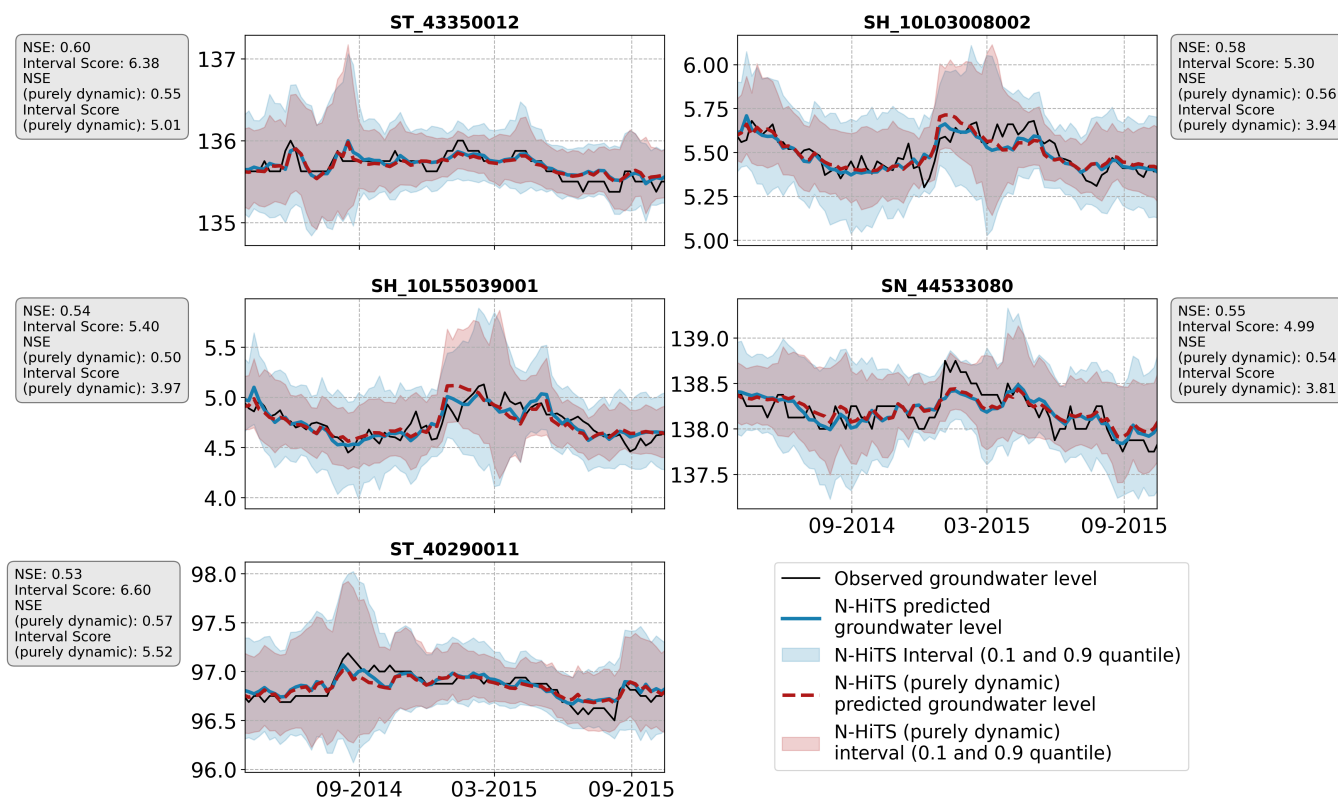 ST_43350012
NSE: 0.60
Interval Score: 6.38
NSE
(purely dynamic): 0.55
Interval Score
(purely dynamic): 5.01
137
136
135
SH_10L03008002
6.00
5.75
5.50
5.25
5.00
NSE: 0.58
Interval Score: 5.30
NSE
(purely dynamic): 0.56
Interval Score
(purely dynamic): 3.94
SH_10L55039001
NSE: 0.54
Interval Score: 5.40
NSE
(purely dynamic): 0.50
Interval Score
(purely dynamic): 3.97
5.5
5.0
4.5
4.0
SN_44533080
139.0
138.5
138.0
137.5
09-2014
03-2015
09-2015
NSE: 0.55
Interval Score: 4.99
NSE
(purely dynamic): 0.54
Interval Score
(purely dynamic): 3.81
ST_40290011
NSE: 0.53
Interval Score: 6.60
NSE
(purely dynamic): 0.57
Interval Score
(purely dynamic): 5.52
98.0
97.5
97.0
96.5
96.0
09-2014
03-2015
09-2015
Observed groundwater level
N-HiTS predicted
groundwater level
N-HiTS Interval (0.1 and 0.9 quantile)
N-HiTS (purely dynamic)
predicted groundwater level
N-HiTS (purely dynamic)
interval (0.1 and 0.9 quantile)